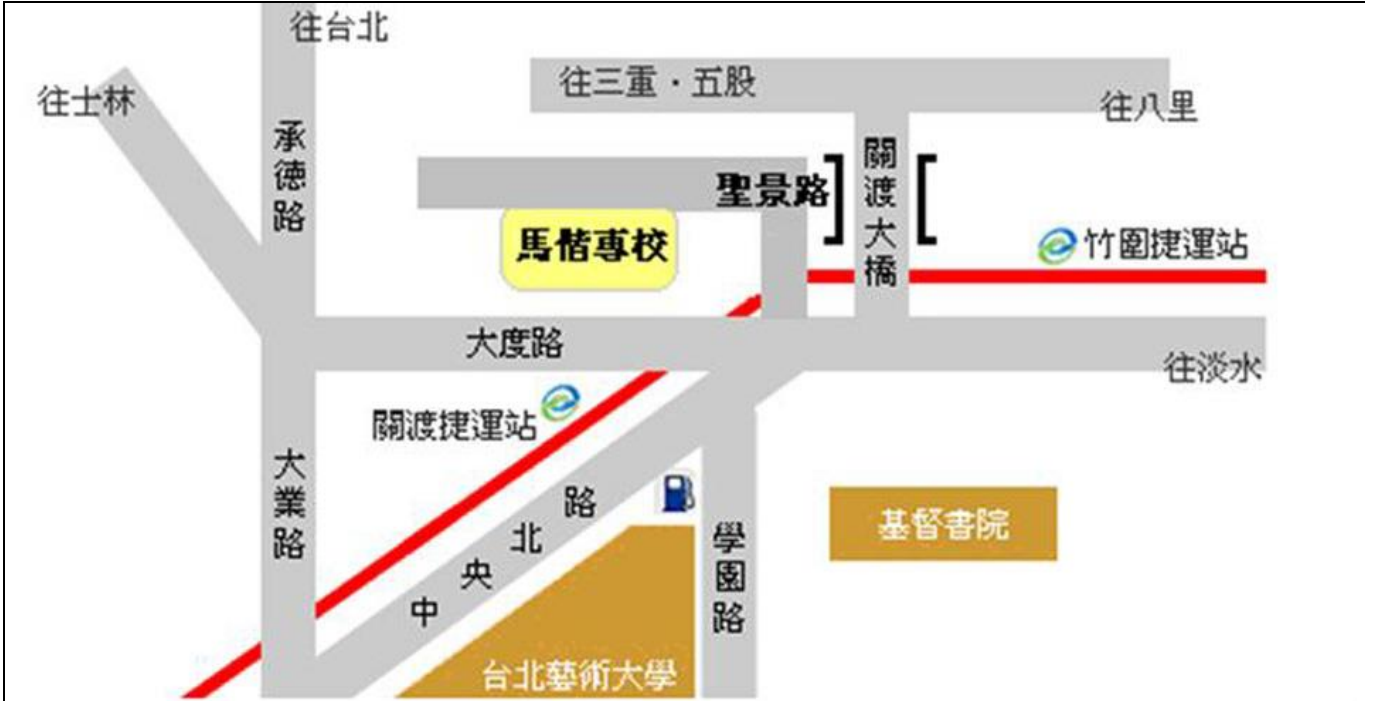 往台北
往士林
往三重·五股
往八里
承德路
關渡大橋
聖景路
馬偕專校
竹圍捷運站
大度路
往淡水
關渡捷運站
大業路
中央北路
學園路
基督書院
台北藝術大學